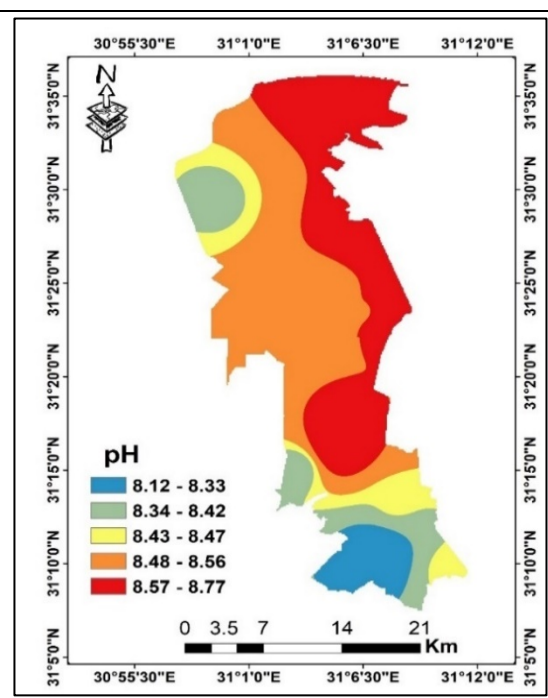 30°55'30"E 31°1'0"E 31°6'30"E 31°12'0"E
N
31°35'0"N 31°35'0"N
31°30'0"N 31°30'0"N
31°25'0"N 31°25'0"N
31°20'0"N 31°20'0"N
31°15'0"N 31°15'0"N
31°10'0"N 31°10'0"N
31°5'0"N 31°5'0"N
pH
8.12 - 8.33
8.34 - 8.42
8.43 - 8.47
8.48 - 8.56
8.57 - 8.77
0 3.5 7 14 21
Km
30°55'30"E 31°1'0"E 31°6'30"E 31°12'0"E